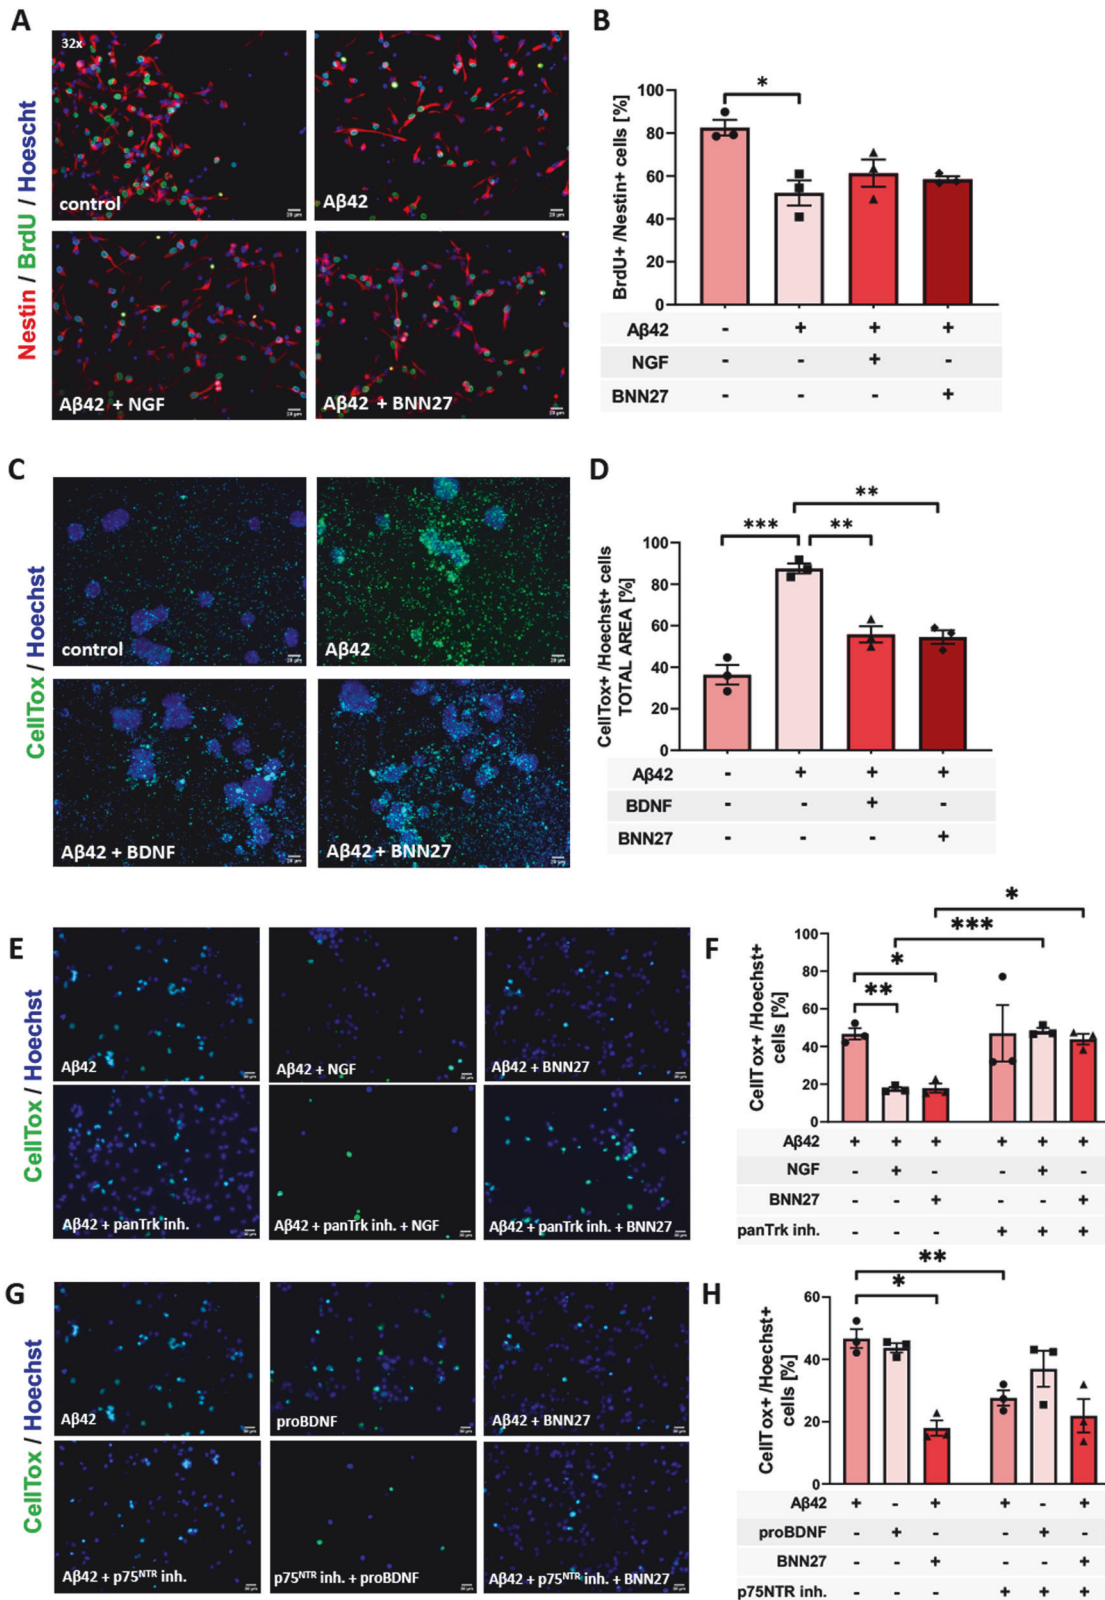 A
Nestin / BrdU / Hoescht
32x
control
Aβ42
Aβ42 + NGF
Aβ42 + BNN27
B
*
BrdU+ /Nestin+ cells [%]
100
80
60
40
20
0
Aβ42 - + + +
NGF - - + -
BNN27 - - - +
C
CellTox / Hoechst
control
Aβ42
Aβ42 + BDNF
Aβ42 + BNN27
D
**
*** **
CellTox+ /Hoechst+ cells
TOTAL AREA [%]
100
80
60
40
20
0
Aβ42 - + + +
BDNF - - + -
BNN27 - - - +
E
CellTox / Hoechst
Aβ42
Aβ42 + NGF
Aβ42 + BNN27
Aβ42 + panTrk inh.
Aβ42 + panTrk inh. + NGF
Aβ42 + panTrk inh. + BNN27
F
*
***
*
**
CellTox+ /Hoechst+
cells [%]
100
80
60
40
20
0
Aβ42 + + + + + +
NGF - + - - + -
BNN27 - - + - - +
panTrk inh. - - - + + +
G
CellTox / Hoechst
Aβ42
proBDNF
Aβ42 + BNN27
Aβ42 + p75NTR inh.
p75NTR inh. + proBDNF
Aβ42 + p75NTR inh. + BNN27
H
**
*
CellT ox+ /Hoechst+
cells [%]
60
40
20
0
Aβ42 + - + + - +
proBDNF - + - - + -
BNN27 - - + - - +
p75NTR inh. - - - + + +